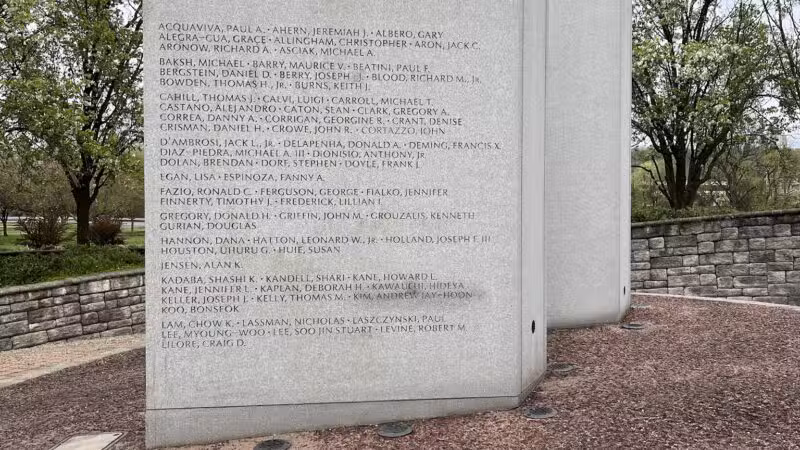 ACQUAVIVA, PAUL A. · AHERN, JEREMIAH J. · ALBERO, GARY
ALEGRA-GUA, GRACE · ALLINGHAM, CHRISTOPHER · ARON, JACK C.
ARONOW, RICHARD A. · ASCIAK, MICHAEL A.
BAKSH, MICHAEL · BARRY, MAURICE V. · BEATINI, PAUL F.
BERGSTEIN, DANIEL D. · BERRY, JOSEPH J. · BLOOD, RICHARD M., JR.
BOWDEN, THOMAS H., JR. · BURNS, KEITH J.
CAHILL, THOMAS J. · CALVI, LUIGI · CARROLL, MICHAEL T.
CASTANO, ALEJANDRO · CATON, SEAN · CLARK, GREGORY A.
CORREA, DANNY A. · CORRIGAN, GEORGINE R. · CRANT, DENISE
CRISMAN, DANIEL H. · CROWE, JOHN R. · CORTAZZO, JOHN
D'AMBROSI, JACK L., JR. · DELAPENHA, DONALD A. · DEMING, FRANCIS X.
DIAZ-PIEDRA, MICHAEL A. III · DIONISIO, ANTHONY, JR
DOLAN, BRENDAN · DORF, STEPHEN · DOYLE, FRANK J.
EGAN, LISA · ESPINOZA, FANNY A.
FAZIO, RONALD C. · FERGUSON, GEORGE · FIALKO, JENNIFER
FINNERTY, TIMOTHY J. · FREDERICK, LILLIAN I.
GREGORY, DONALD H. · GRIFFIN, JOHN M. · GROUZALIS, KENNETH
GURIAN, DOUGLAS
HANNON, DANA · HATTON, LEONARD W., JR. · HOLLAND, JOSEPH F. III
HOUSTON, UHURU G. · HUIE, SUSAN
JENSEN, ALAN K.
KADABA, SHASHI K. · KANDELL, SHARI · KANE, HOWARD L.
KANE, JENNIFER L. · KAPLAN, DEBORAH H. · KAWAUCHI, HIDEYA
KELLER, JOSEPH J. · KELLY, THOMAS M. · KIM, ANDREW JAY-HOON
KOO, BONSEOK
LAM, CHOW K. · LASSMAN, NICHOLAS · LASZCZYNSKI, PAUL
LEE, MYOUNG-WOO · LEE, SOO JIN STUART · LEVINE, ROBERT M.
LILORE, CRAIG D.